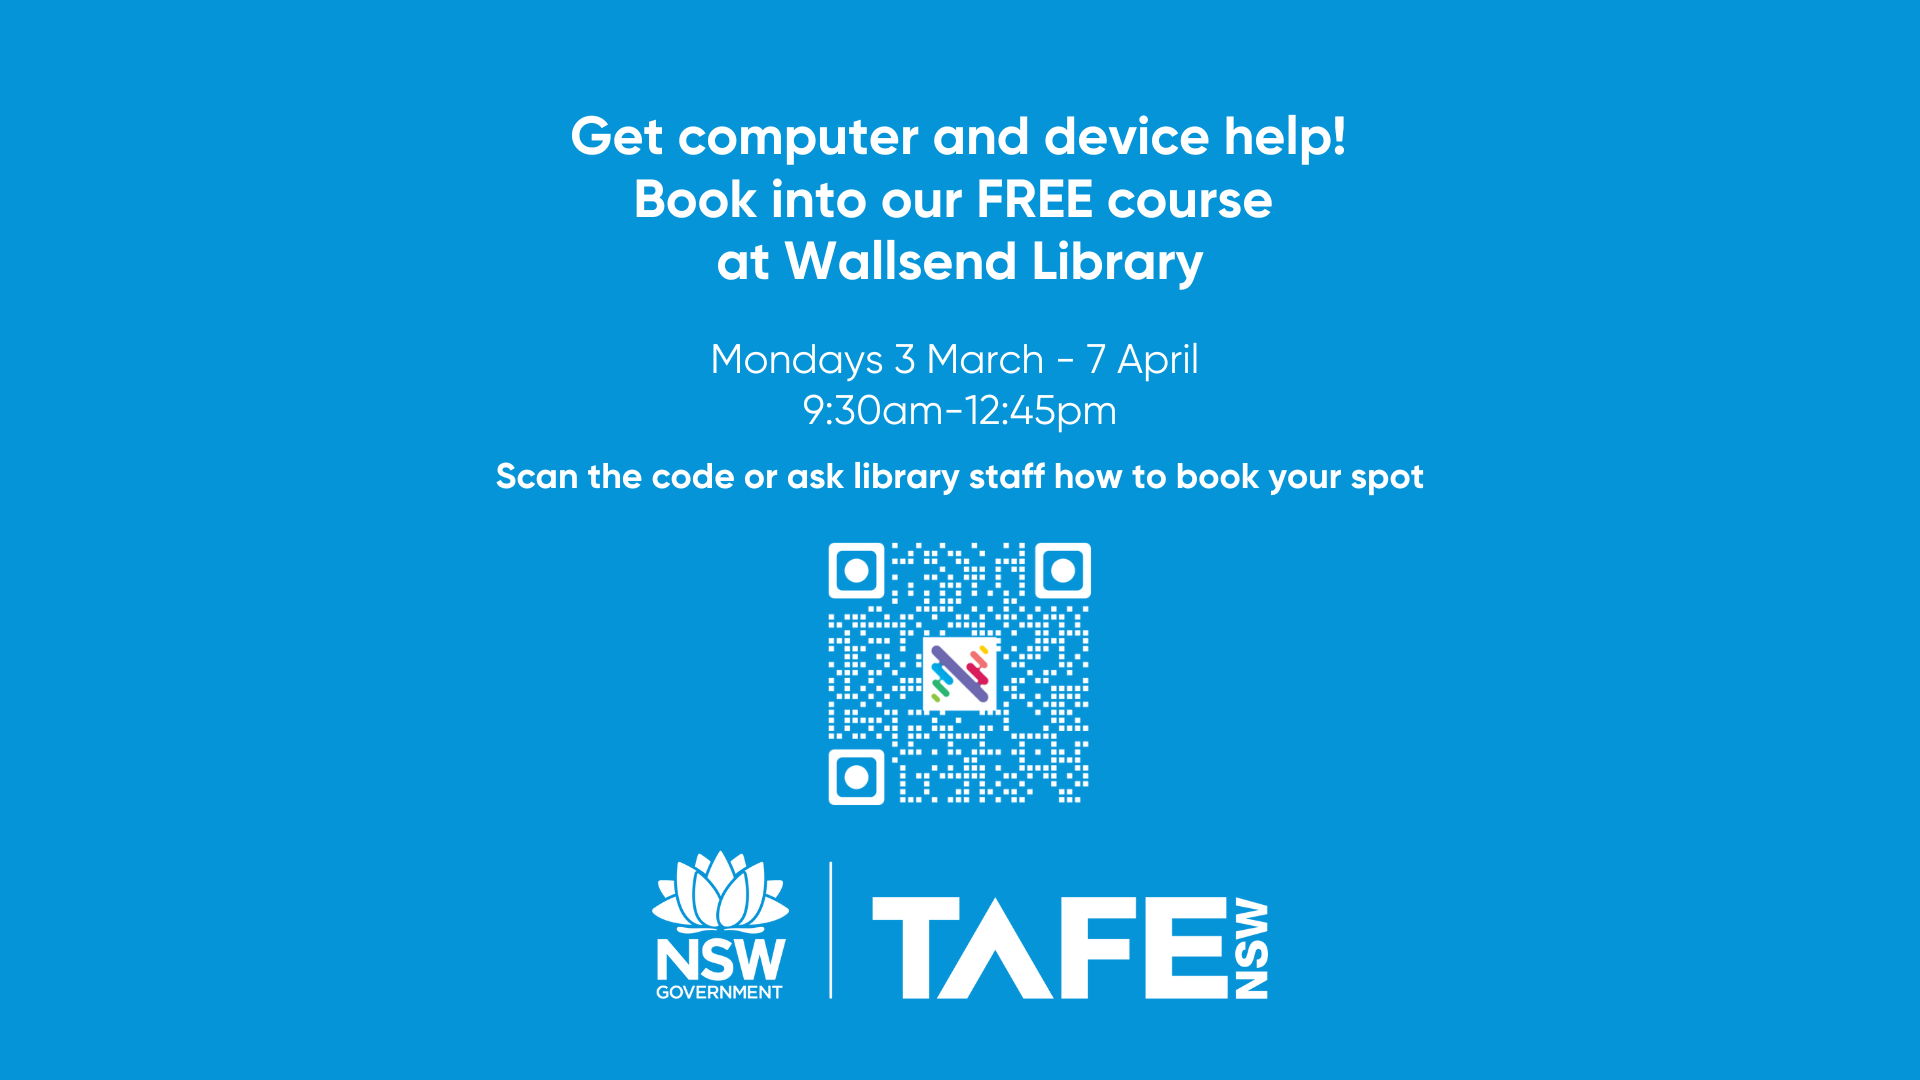 Get computer and device help!
Book into our FREE course
at Wallsend Library
Mondays 3 March - 7 April
9:30am-12:45pm
Scan the code or ask library staff how to book your spot
NSW
GOVERNMENT
TAFE
NSW